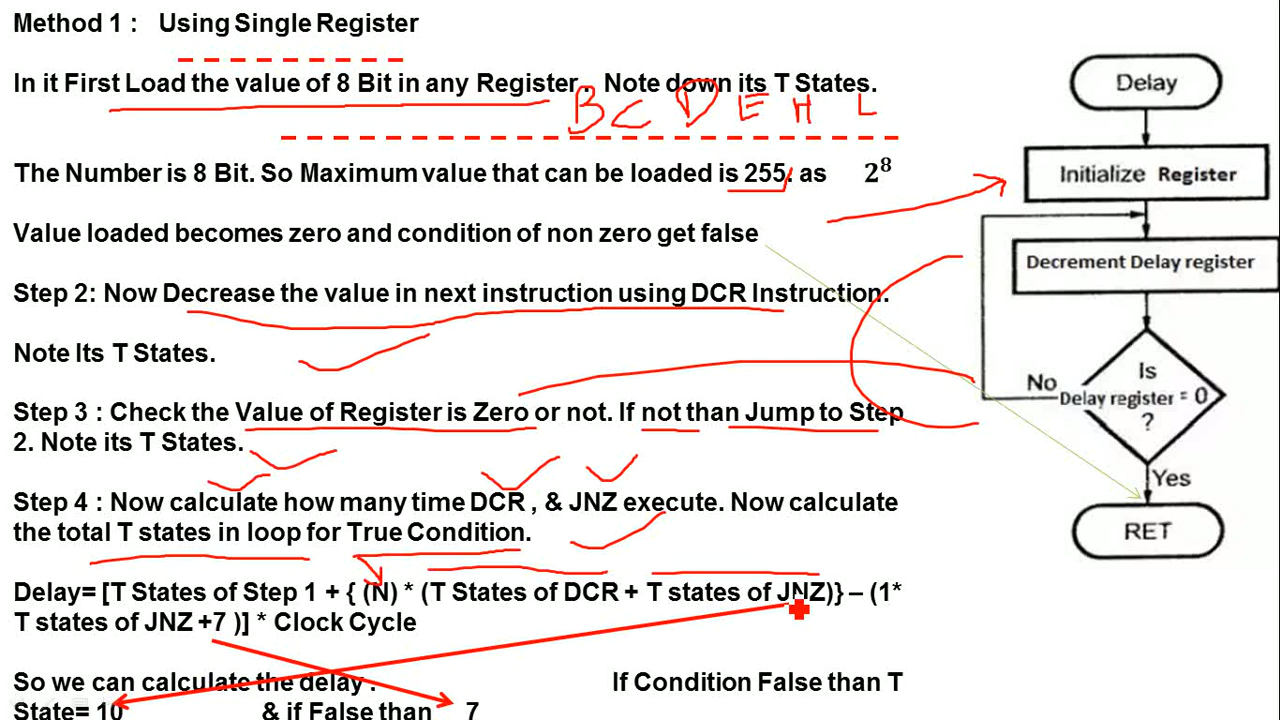 Method 1 : Using Single Register
In it First Load the value of 8 Bit in any Register. Note down its T States.
B C D E H L
The Number is 8 Bit. So Maximum value that can be loaded is 255. as 2⁸
Value loaded becomes zero and condition of non zero get false
Step 2: Now Decrease the value in next instruction using DCR Instruction.
Note Its T States.
Step 3 : Check the Value of Register is Zero or not. If not than Jump to Step
2. Note its T States.
Step 4 : Now calculate how many time DCR , & JNZ execute. Now calculate
the total T states in loop for True Condition.
Delay= [T States of Step 1 + { (N) * (T States of DCR + T states of JNZ)} – (1*
T states of JNZ +7 )] * Clock Cycle
So we can calculate the delay . If Condition False than T
State= 10 & if False than 7
Delay
Initialize Register
Decrement Delay register
Is
Delay register = 0
?
No
Yes
RET